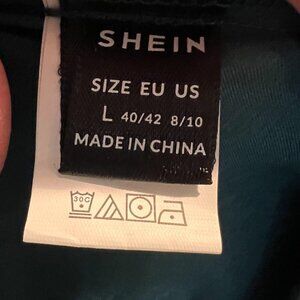 SHEIN
SIZE EU US
L 40/42 8/10
MADE IN CHINA
30C